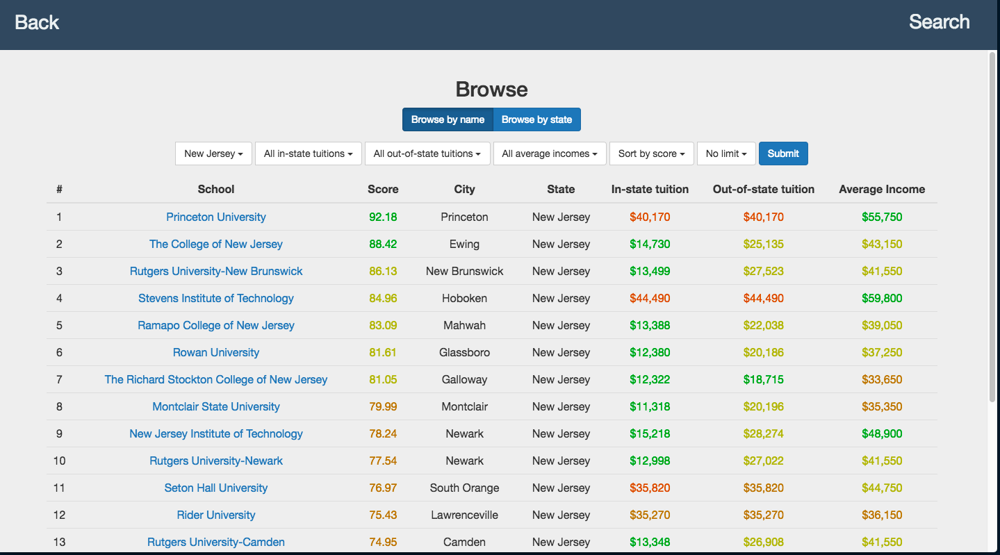 Back Search
Browse
Browse by name Browse by state
New Jersey All in-state tuitions All out-of-state tuitions All average incomes Sort by score No limit Submit
# School Score City State In-state tuition Out-of-state tuition Average Income
1 Princeton University 92.18 Princeton New Jersey $40,170 $40,170 $55,750
2 The College of New Jersey 88.42 Ewing New Jersey $14,730 $25,135 $43,150
3 Rutgers University-New Brunswick 86.13 New Brunswick New Jersey $13,499 $27,523 $41,550
4 Stevens Institute of Technology 84.96 Hoboken New Jersey $44,490 $44,490 $59,800
5 Ramapo College of New Jersey 83.09 Mahwah New Jersey $13,388 $22,038 $39,050
6 Rowan University 81.61 Glassboro New Jersey $12,380 $20,186 $37,250
7 The Richard Stockton College of New Jersey 81.05 Galloway New Jersey $12,322 $18,715 $33,650
8 Montclair State University 79.99 Montclair New Jersey $11,318 $20,196 $35,350
9 New Jersey Institute of Technology 78.24 Newark New Jersey $15,218 $28,274 $48,900
10 Rutgers University-Newark 77.54 Newark New Jersey $12,998 $27,022 $41,550
11 Seton Hall University 76.97 South Orange New Jersey $35,820 $35,820 $44,750
12 Rider University 75.43 Lawrenceville New Jersey $35,270 $35,270 $36,150
13 Rutgers University-Camden 74.95 Camden New Jersey $13,348 $26,908 $41,550